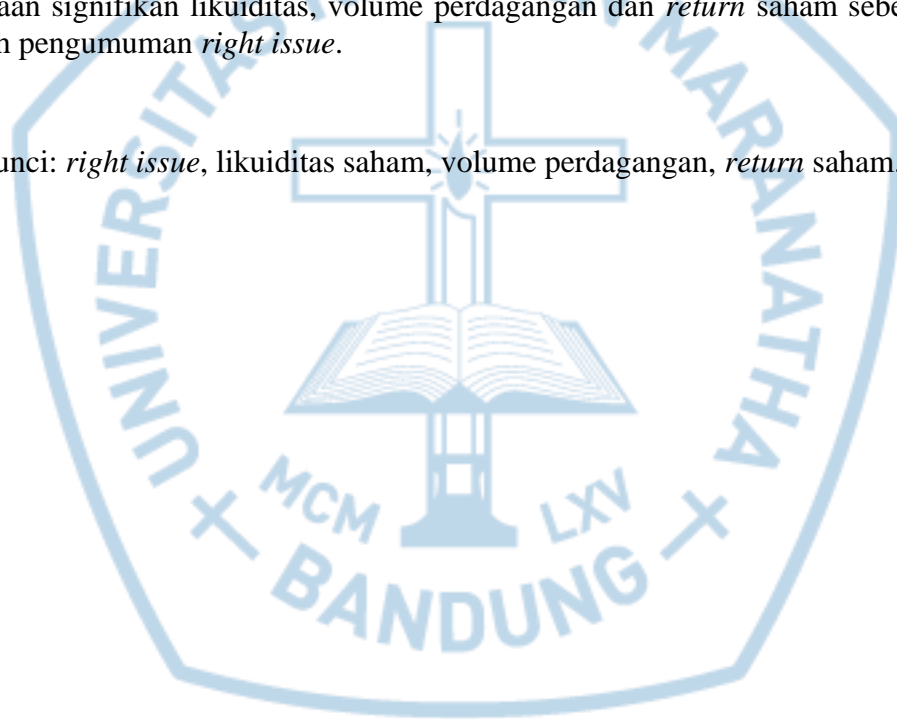 aan signifikan likuiditas, volume perdagangan dan return saham sebe
n pengumuman right issue.
unci: right issue, likuiditas saham, volume perdagangan, return saham.
MARANATHA
MCM LXV
BANDUNG